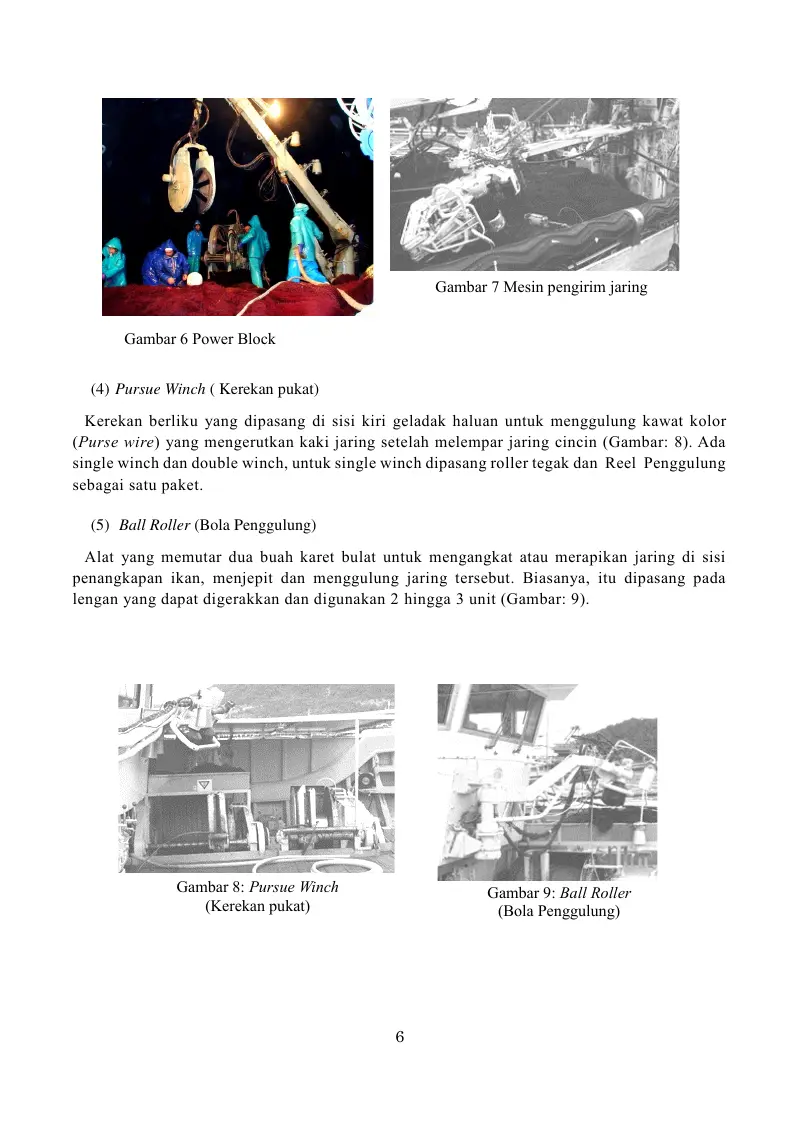 Gambar 7 Mesin pengirim jaring
Gambar 6 Power Block
(4) Pursue Winch ( Kerekan pukat)
Kerekan berliku yang dipasang di sisi kiri geladak haluan untuk menggulung kawat kolor
(Purse wire) yang mengerutkan kaki jaring setelah melempar jaring cincin (Gambar: 8). Ada
single winch dan double winch, untuk single winch dipasang roller tegak dan Reel Penggulung
sebagai satu paket.
(5) Ball Roller (Bola Penggulung)
Alat yang memutar dua buah karet bulat untuk mengangkat atau merapikan jaring di sisi
penangkapan ikan, menjepit dan menggulung jaring tersebut. Biasanya, itu dipasang pada
lengan yang dapat digerakkan dan digunakan 2 hingga 3 unit (Gambar: 9).
Gambar 8: Pursue Winch
(Kerekan pukat)
Gambar 9: Ball Roller
(Bola Penggulung)
6